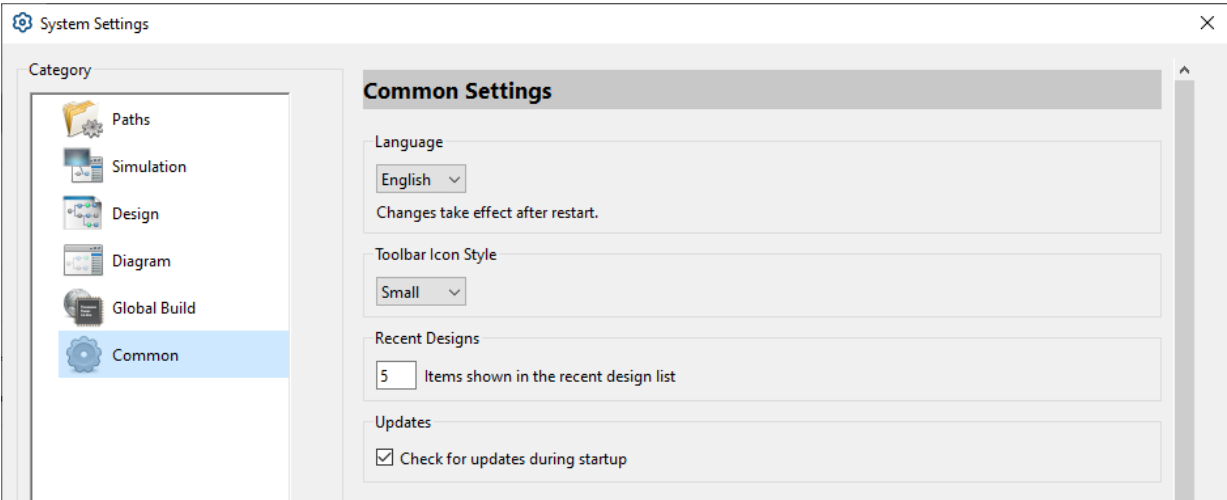 System Settings
Category
Paths
Simulation
Design
Diagram
Global Build
Common
Common Settings
Language
English
Changes take effect after restart.
Toolbar Icon Style
Small
Recent Designs
5 Items shown in the recent design list
Updates
Check for updates during startup